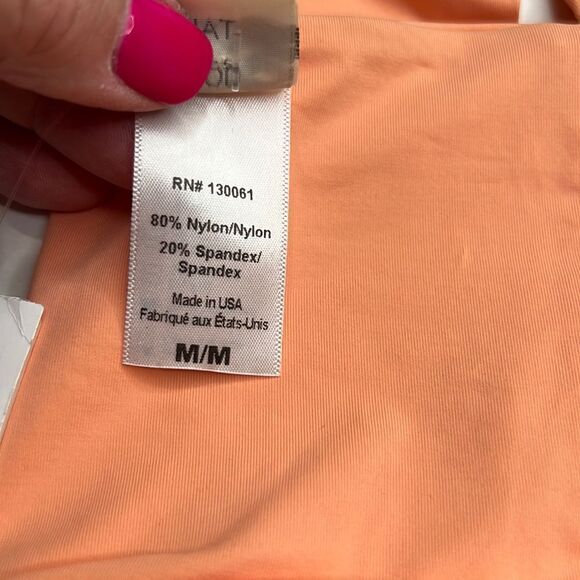 RN# 130061
80% Nylon/Nylon
20% Spandex/
Spandex
Made in USA
Fabriqué aux États-Unis
M/M